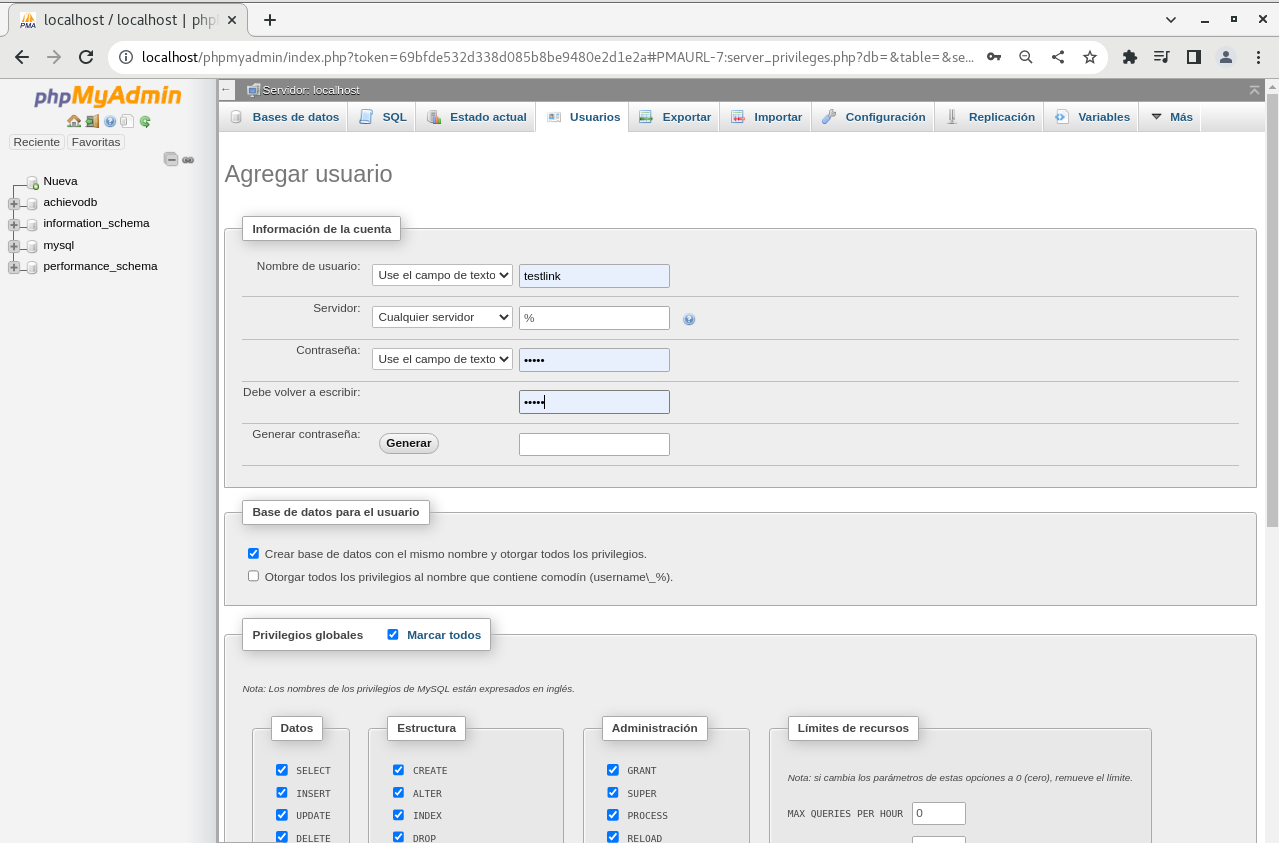 localhost / localhost | php
localhost/phpmyadmin/index.php?token=69bfde532d338d085b8be9480e2d1e2a#PMAURL-7:server_privileges.php?db=&table=&se...
phpMyAdmin
Reciente Favoritas
Nueva
achievodb
information_schema
mysql
performance_schema
Servidor: localhost
Bases de datos SQL Estado actual Usuarios Exportar Importar Configuración Replicación Variables Más
Agregar usuario
Información de la cuenta
Nombre de usuario: Use el campo de texto testlink
Servidor: Cualquier servidor %
Contraseña: Use el campo de texto •••••
Debe volver a escribir: •••••
Generar contraseña: Generar
Base de datos para el usuario
Crear base de datos con el mismo nombre y otorgar todos los privilegios.
Otorgar todos los privilegios al nombre que contiene comodín (username\_%).
Privilegios globales Marcar todos
Nota: Los nombres de los privilegios de MySQL están expresados en inglés.
Datos
SELECT
INSERT
UPDATE
DELETE
Estructura
CREATE
ALTER
INDEX
DROP
Administración
GRANT
SUPER
PROCESS
RELOAD
Límites de recursos
Nota: si cambia los parámetros de estas opciones a 0 (cero), remueve el límite.
MAX QUERIES PER HOUR 0